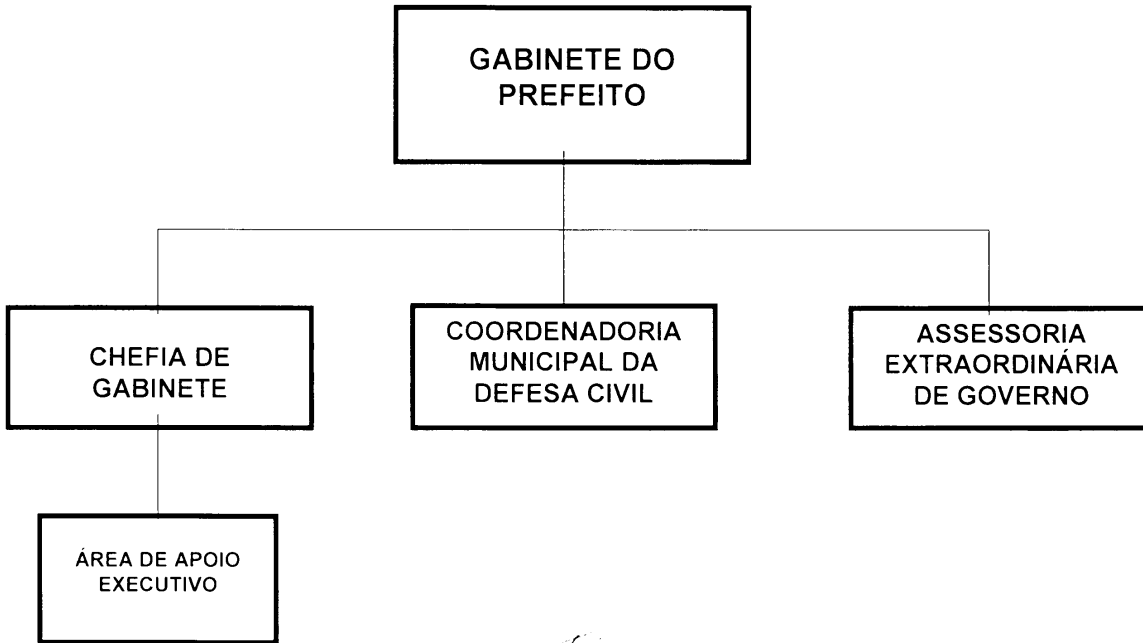 GABINETE DO
PREFEITO
CHEFIA DE
GABINETE
COORDENADORIA
MUNICIPAL DA
DEFESA CIVIL
ASSESSORIA
EXTRAORDINÁRIA
DE GOVERNO
ÁREA DE APOIO
EXECUTIVO